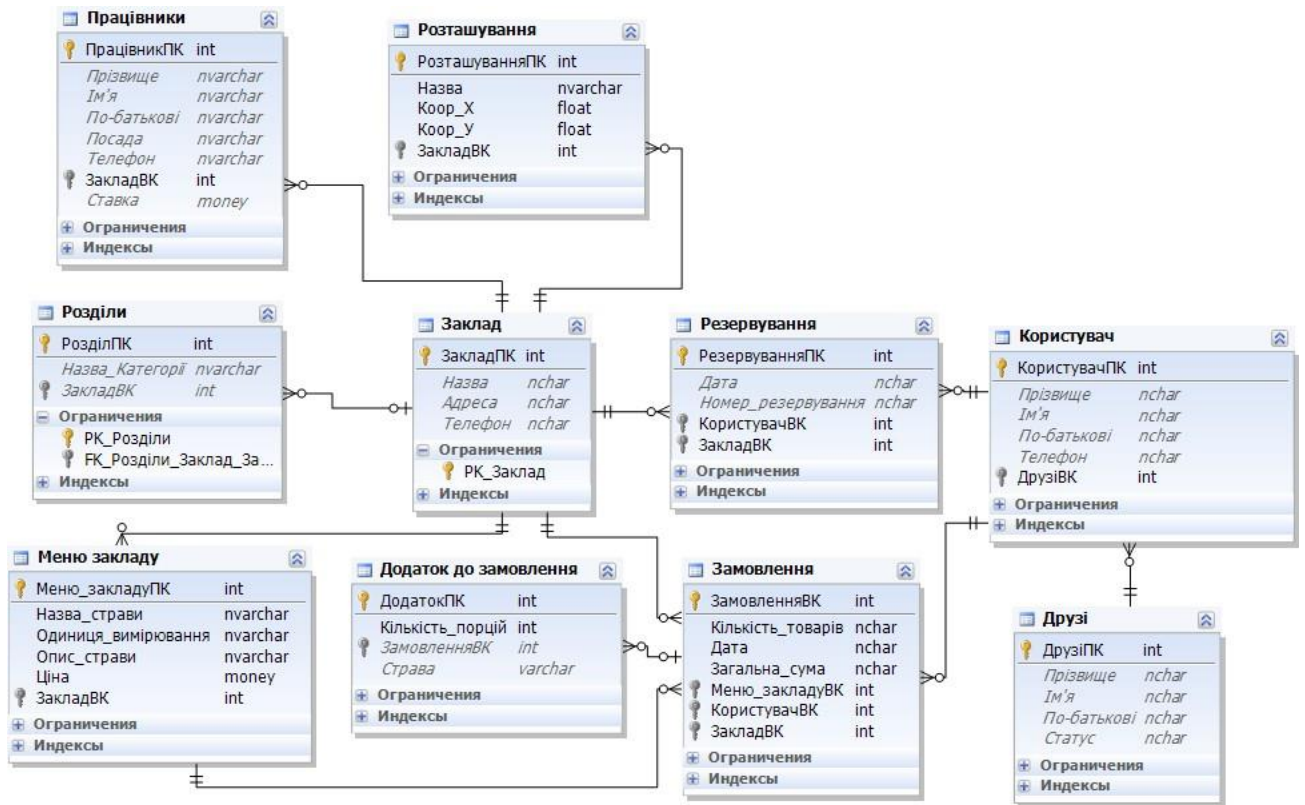 Працівники
ПрацівникПК int
Прізвище nvarchar
Ім'я nvarchar
По-батькові nvarchar
Посада nvarchar
Телефон nvarchar
ЗакладВК int
Ставка money
Ограничения
Индексы
Розташування
РозташуванняПК int
Назва nvarchar
Коор_Х float
Коор_У float
ЗакладВК int
Ограничения
Индексы
Розділи
РозділПК int
Назва_Категорії nvarchar
ЗакладВК int
Ограничения
PK_Розділи
FK_Розділи_Заклад_За...
Индексы
Заклад
ЗакладПК int
Назва nchar
Адреса nchar
Телефон nchar
Ограничения
PK_Заклад
Индексы
Резервування
РезервуванняПК int
Дата nchar
Номер_резервування nchar
КористувачВК int
ЗакладВК int
Ограничения
Индексы
Користувач
КористувачПК int
Прізвище nchar
Ім'я nchar
По-батькові nchar
Телефон nchar
ДрузіВК int
Ограничения
Индексы
Меню закладу
Меню_закладуПК int
Назва_страви nvarchar
Одиниця_вимірювання nvarchar
Опис_страви nvarchar
Ціна money
ЗакладВК int
Ограничения
Индексы
Додаток до замовлення
ДодатокПК int
Кількість_порцій int
ЗамовленняВК int
Страва varchar
Ограничения
Индексы
Замовлення
ЗамовленняВК int
Кількість_товарів nchar
Дата nchar
Загальна_сума nchar
Меню_закладуВК int
КористувачВК int
ЗакладВК int
Ограничения
Индексы
Друзі
ДрузіПК int
Прізвище nchar
Ім'я nchar
По-батькові nchar
Статус nchar
Ограничения
Индексы